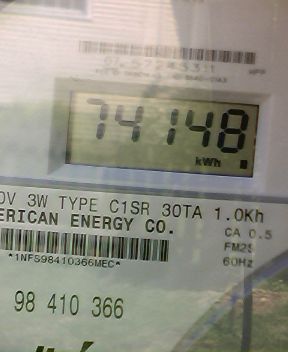 74148
kWh
0V 3W TYPE C1SR 30TA 1.0Kh
ERICAN ENERGY CO.
CA 0.5
FM2S
60Hz
*1NFS98410366MEC*
98 410 366